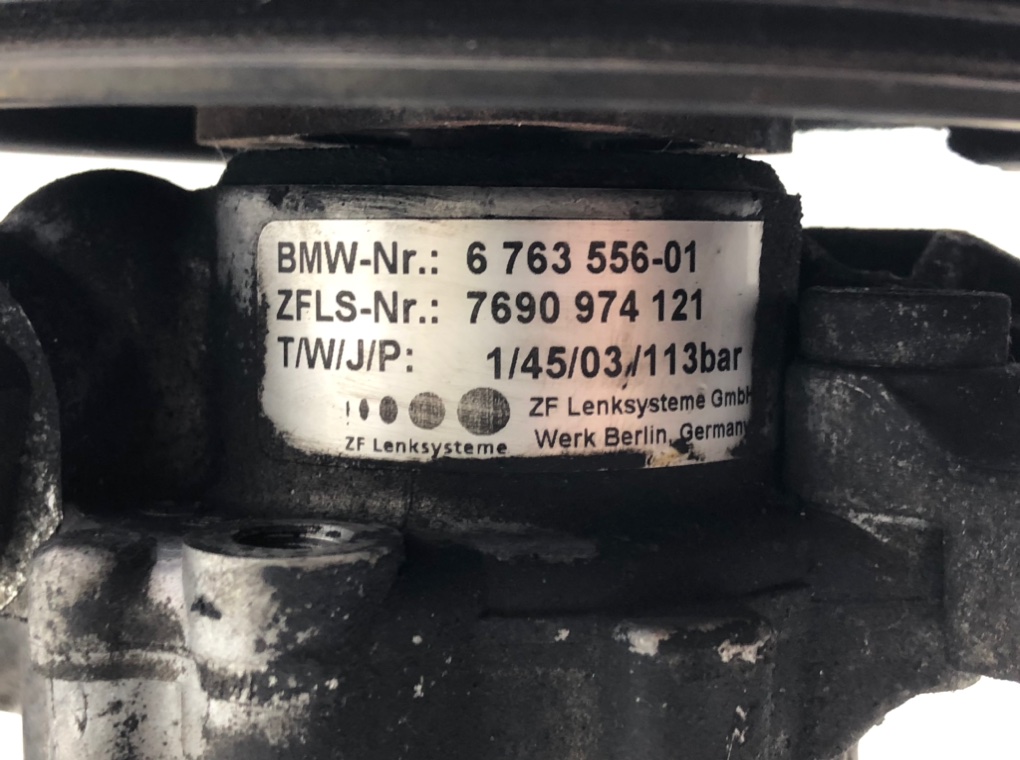 BMW-Nr.: 6 763 556-01
ZFLS-Nr.: 7690 974 121
T/W/J/P: 1/45/03/113bar
ZF Lenksysteme GmbH
Werk Berlin, Germany
ZF Lenksysteme